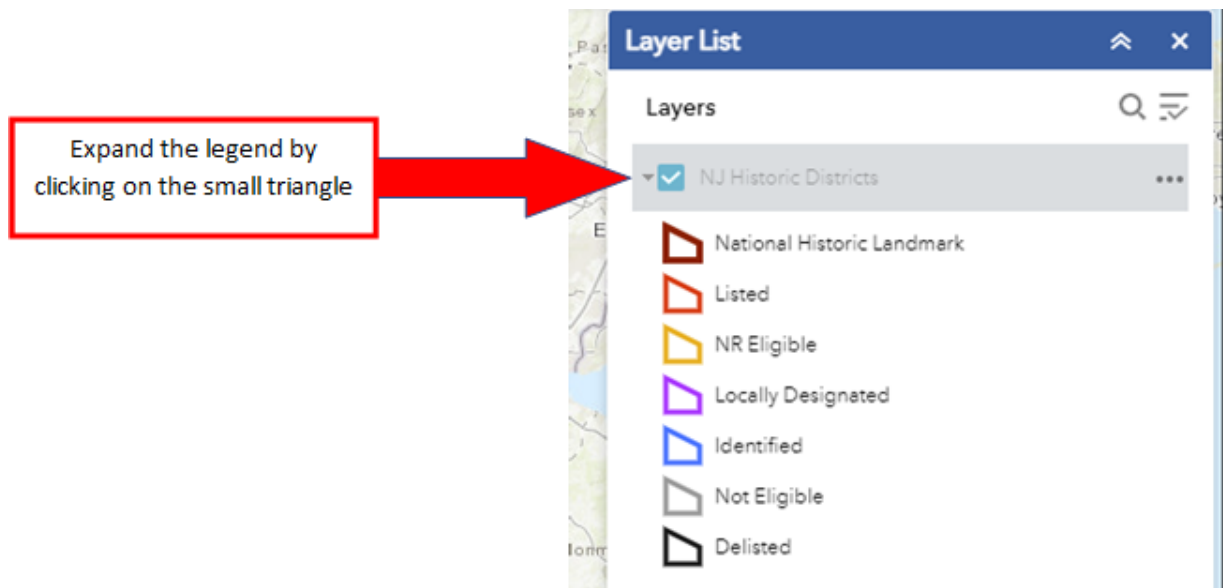 Layer List
Layers
Expand the legend by
clicking on the small triangle
NJ Historic Districts
National Historic Landmark
Listed
NR Eligible
Locally Designated
Identified
Not Eligible
Delisted